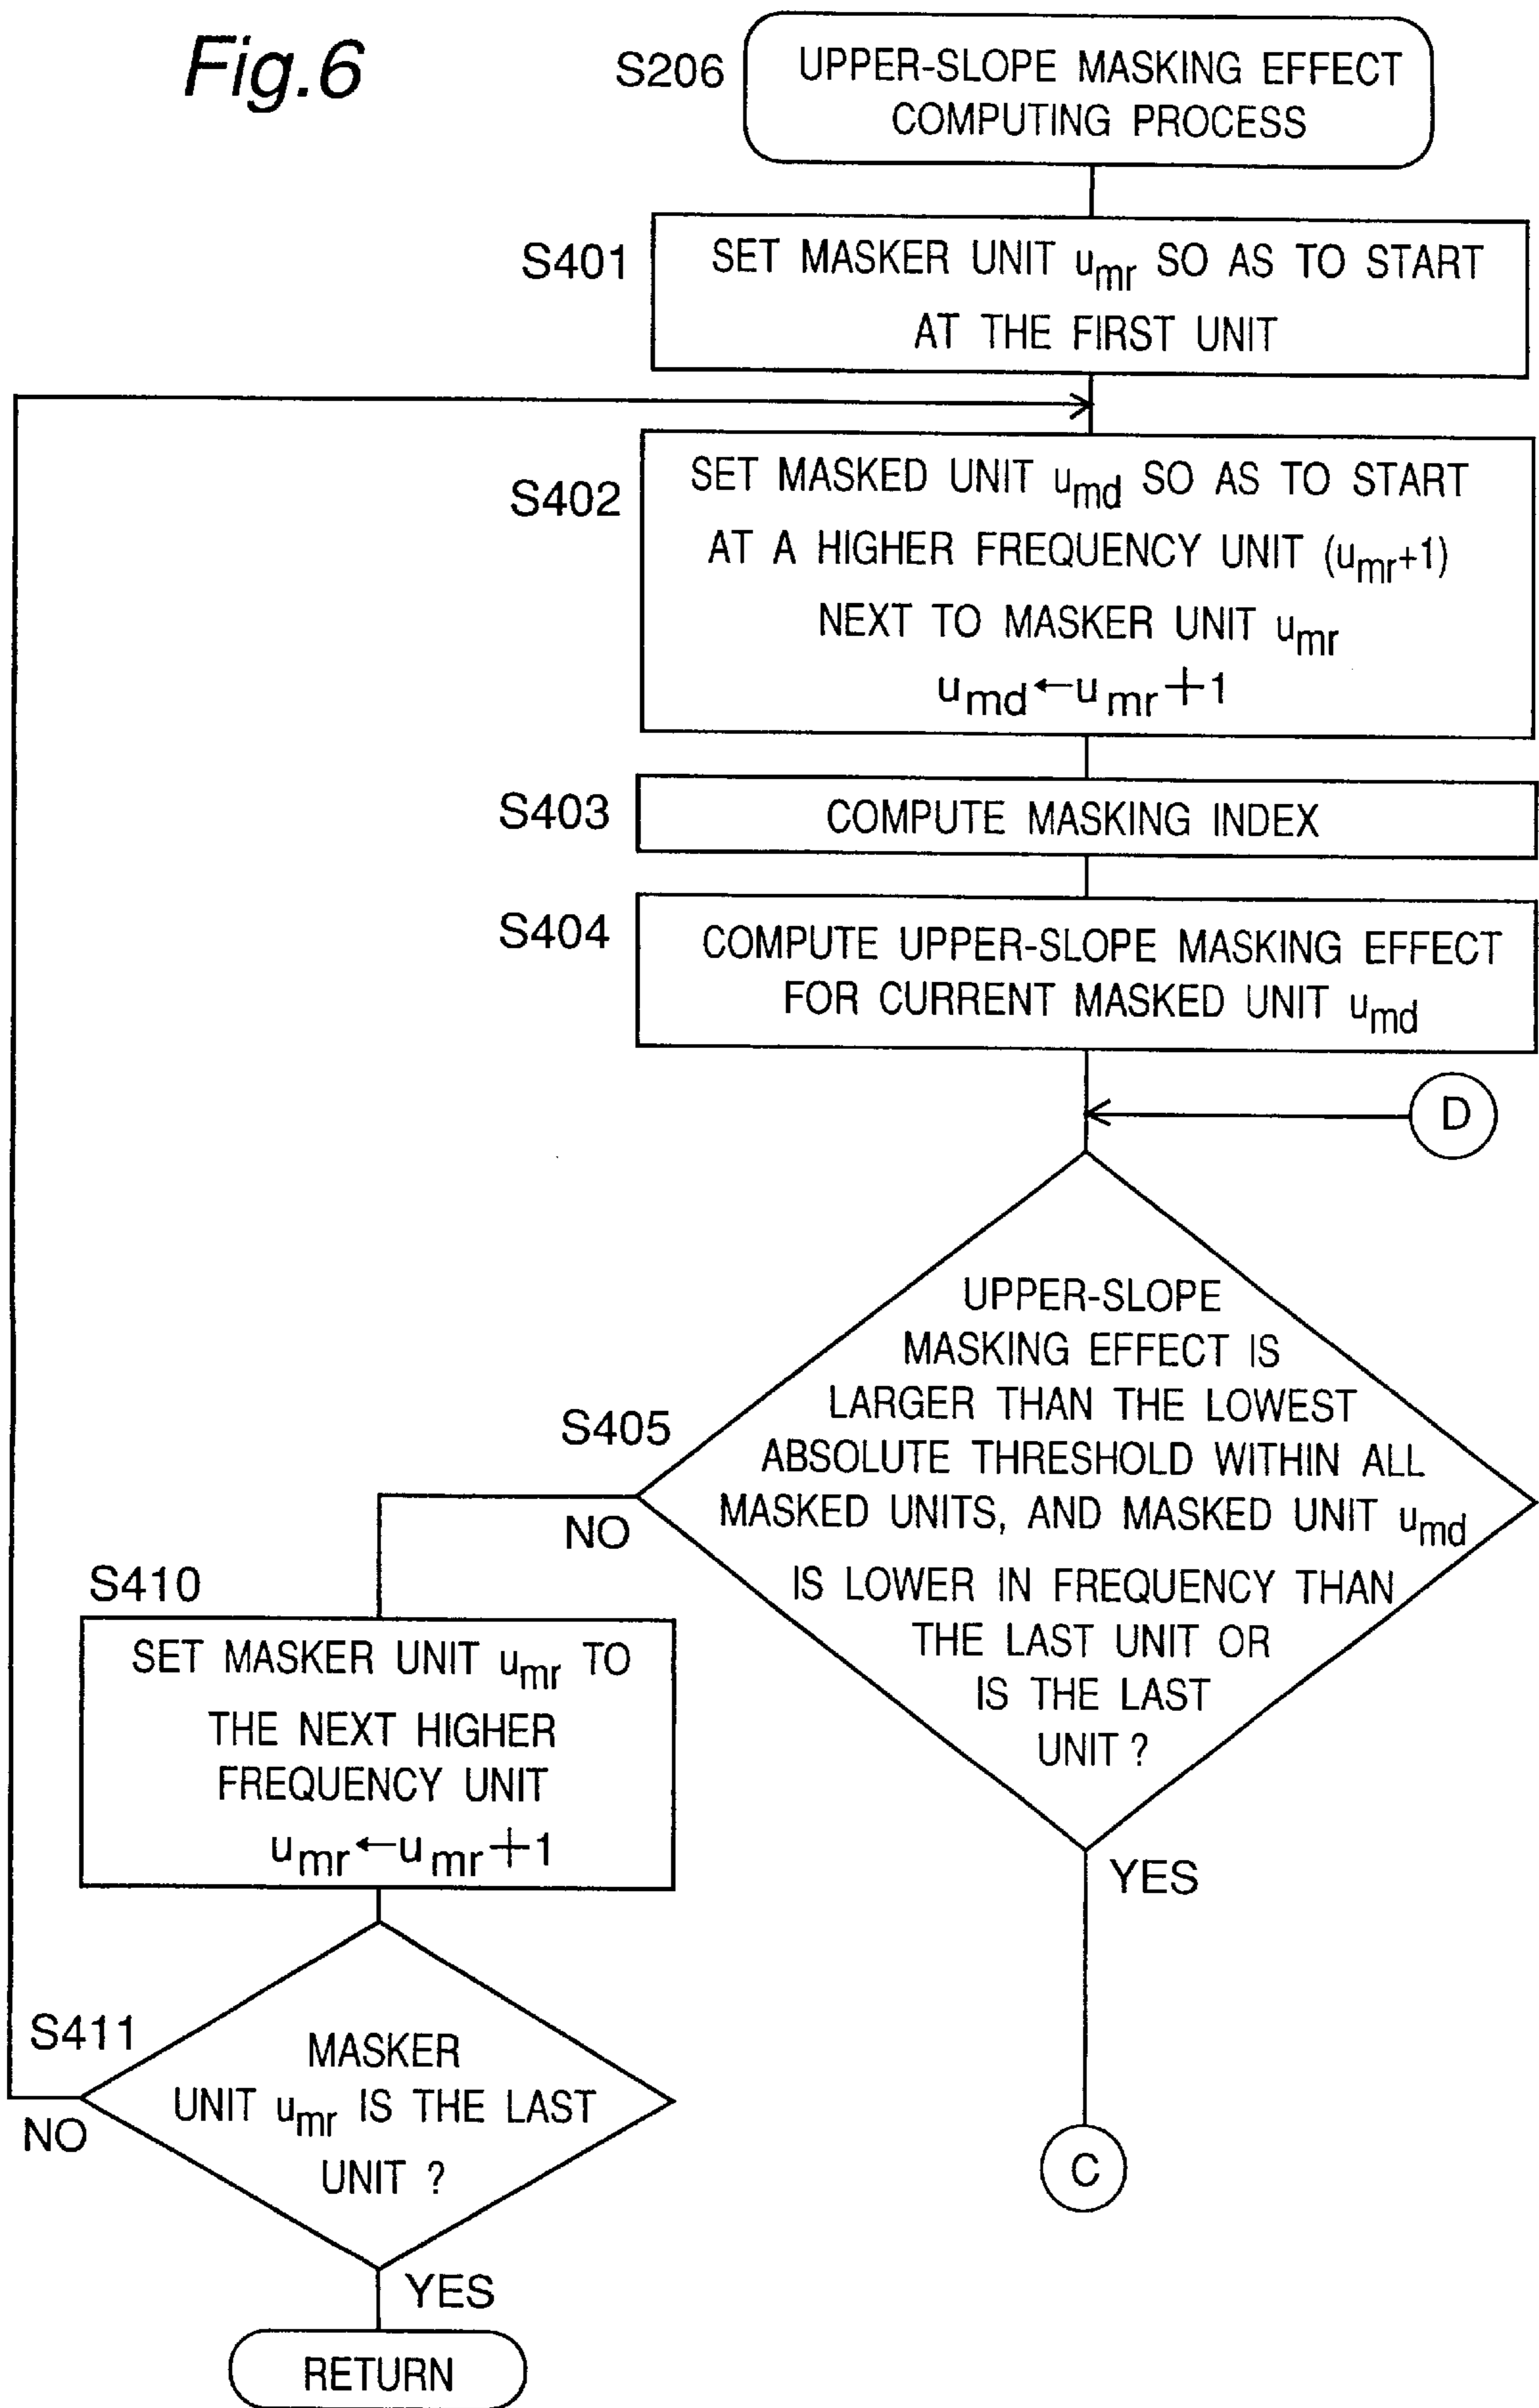 Fig.6
S206
UPPER-SLOPE MASKING EFFECT
COMPUTING PROCESS
S401
SET MASKER UNIT umr SO AS TO START
AT THE FIRST UNIT
S402
SET MASKED UNIT umd SO AS TO START
AT A HIGHER FREQUENCY UNIT (umr+1)
NEXT TO MASKER UNIT umr
umd←umr+1
S403
COMPUTE MASKING INDEX
S404
COMPUTE UPPER-SLOPE MASKING EFFECT
FOR CURRENT MASKED UNIT umd
D
S405
UPPER-SLOPE
MASKING EFFECT IS
LARGER THAN THE LOWEST
ABSOLUTE THRESHOLD WITHIN ALL
MASKED UNITS, AND MASKED UNIT umd
IS LOWER IN FREQUENCY THAN
THE LAST UNIT OR
IS THE LAST
UNIT ?
NO
YES
C
S410
SET MASKER UNIT umr TO
THE NEXT HIGHER
FREQUENCY UNIT
umr←umr+1
S411
MASKER
UNIT umr IS THE LAST
UNIT ?
NO
YES
RETURN